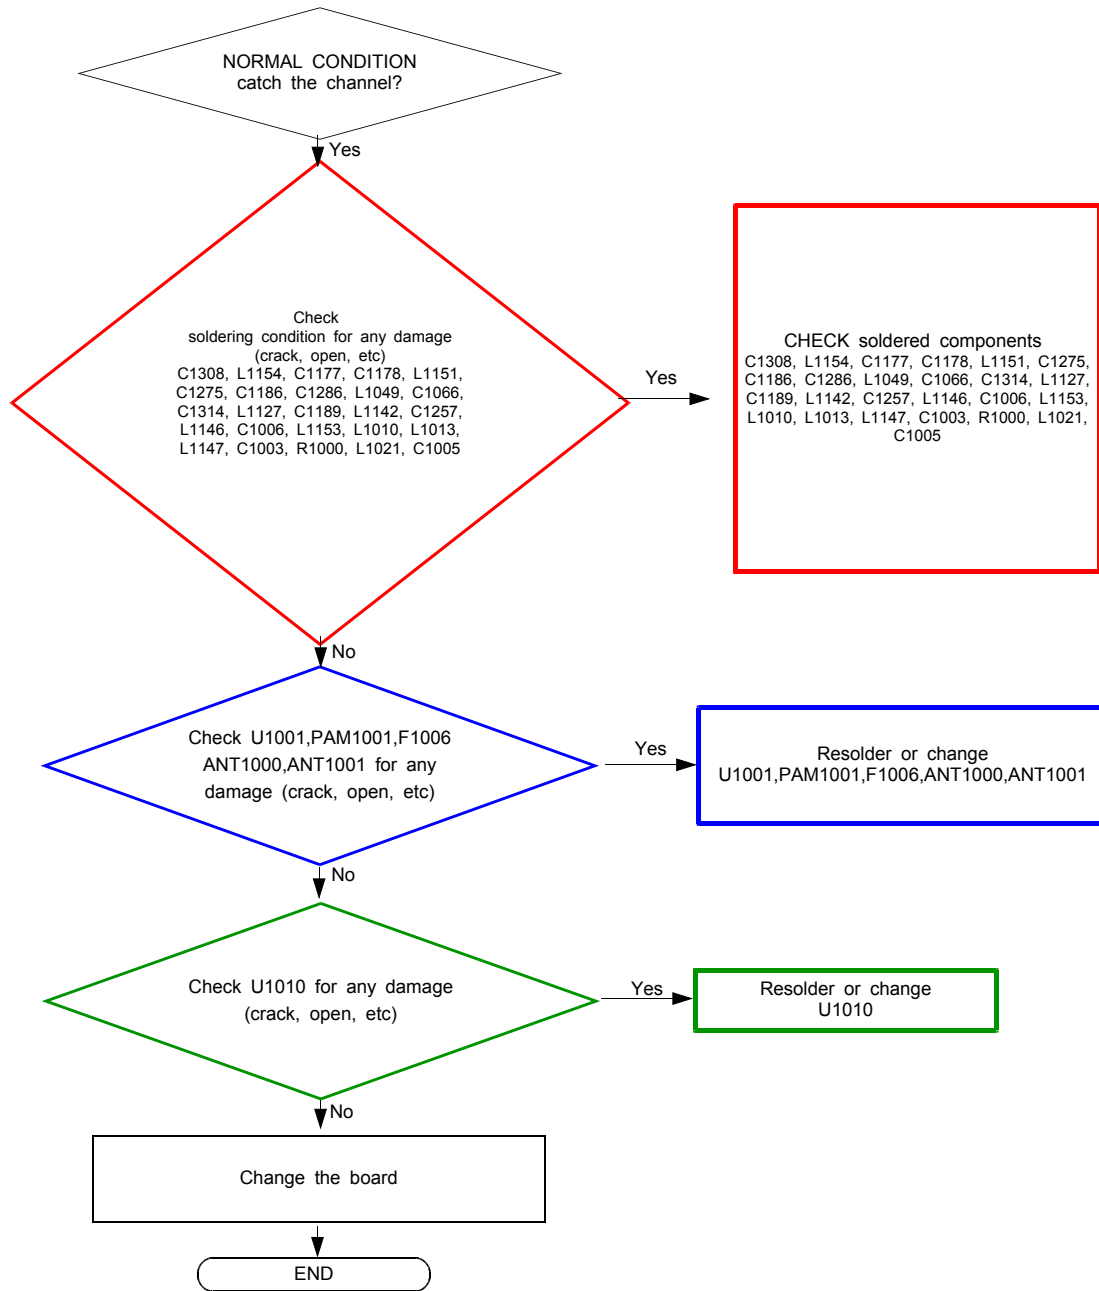 NORMAL CONDITION
catch the channel?
Yes
Check
soldering condition for any damage
(crack, open, etc)
C1308, L1154, C1177, C1178, L1151,
C1275, C1186, C1286, L1049, C1066,
C1314, L1127, C1189, L1142, C1257,
L1146, C1006, L1153, L1010, L1013,
L1147, C1003, R1000, L1021, C1005
Yes
CHECK soldered components
C1308, L1154, C1177, C1178, L1151, C1275,
C1186, C1286, L1049, C1066, C1314, L1127,
C1189, L1142, C1257, L1146, C1006, L1153,
L1010, L1013, L1147, C1003, R1000, L1021,
C1005
No
Check U1001,PAM1001,F1006
ANT1000,ANT1001 for any
damage (crack, open, etc)
Yes
Resolder or change
U1001,PAM1001,F1006,ANT1000,ANT1001
No
Check U1010 for any damage
(crack, open, etc)
Yes
Resolder or change
U1010
No
Change the board
END